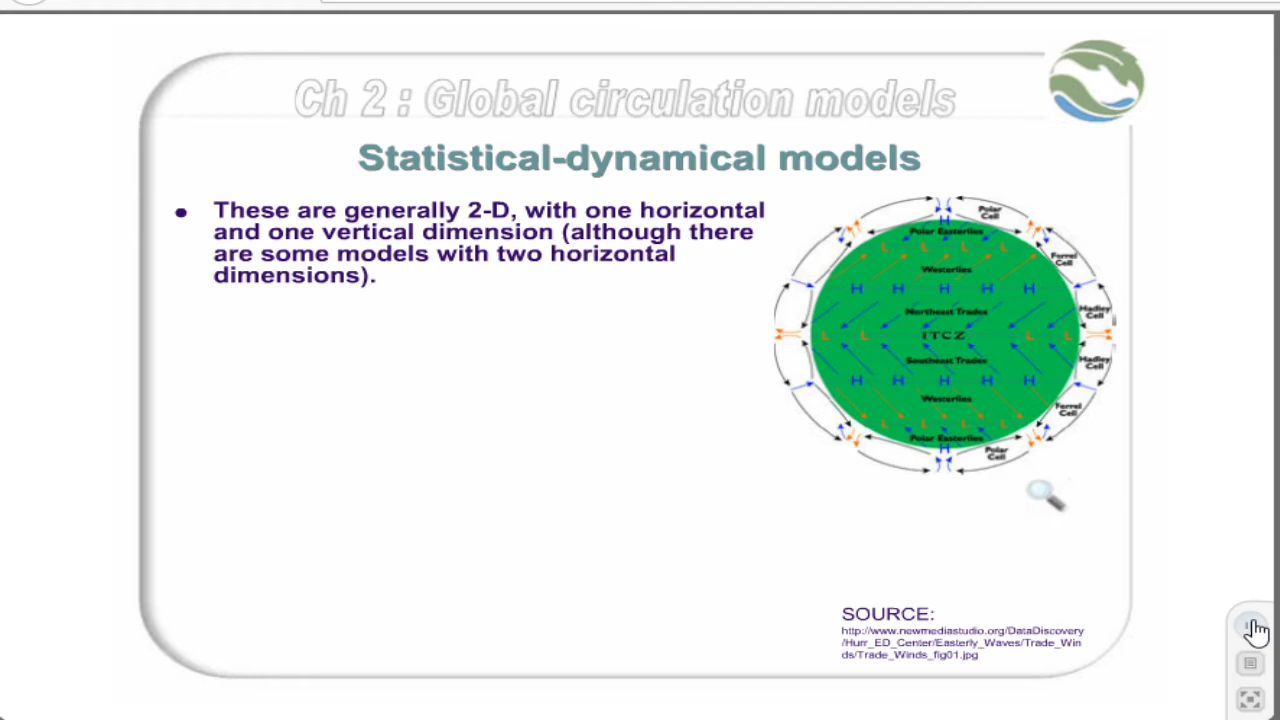 Ch 2 : Global circulation models
Statistical-dynamical models
• These are generally 2-D, with one horizontal
and one vertical dimension (although there
are some models with two horizontal
dimensions).
Polar
Cell
H
Polar Easterlies
L L L L
Ferrel
Cell
Westerlies
H H H H H
Northeast Trades
Hadley
Cell
L L ITCZ L L
Southeast Trades
Hadley
Cell
H H H H H
Westerlies
Ferrel
Cell
L L L L
Polar Easterlies
H
Polar
Cell
SOURCE:
http://www.newmediastudio.org/DataDiscovery
/Hurr_ED_Center/Easterly_Waves/Trade_Win
ds/Trade_Winds_fig01.jpg